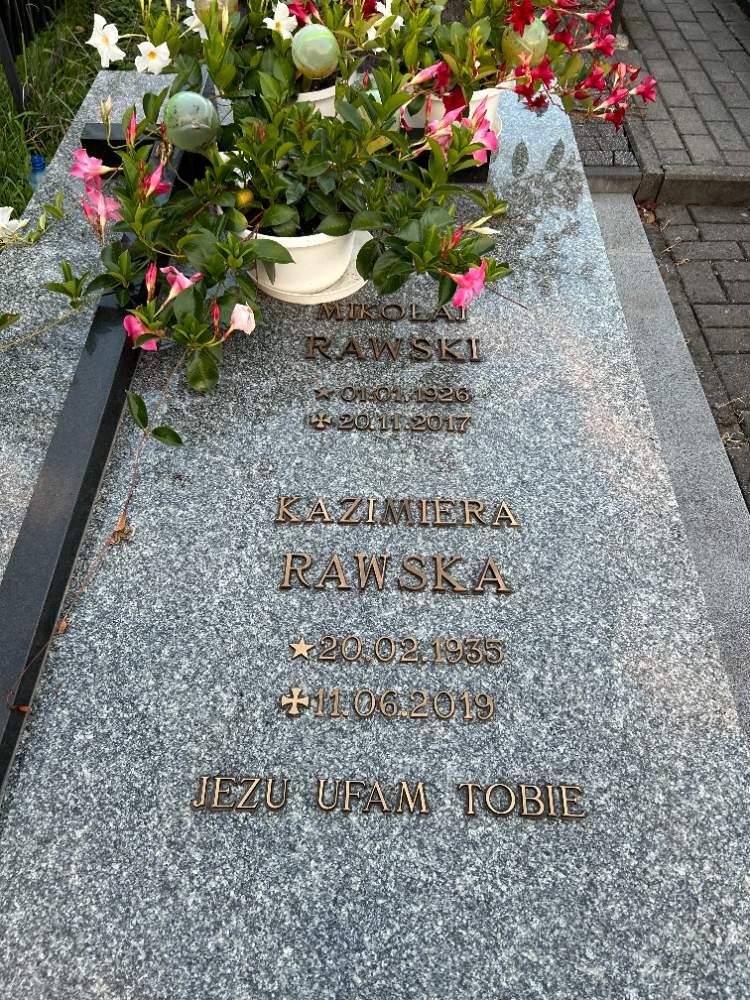 MIKOŁAJ
RAWSKI
01.01.1926
20.11.2017
KAZIMIERA
RAWSKA
20.02.1935
11.06.2019
JEZU UFAM TOBIE